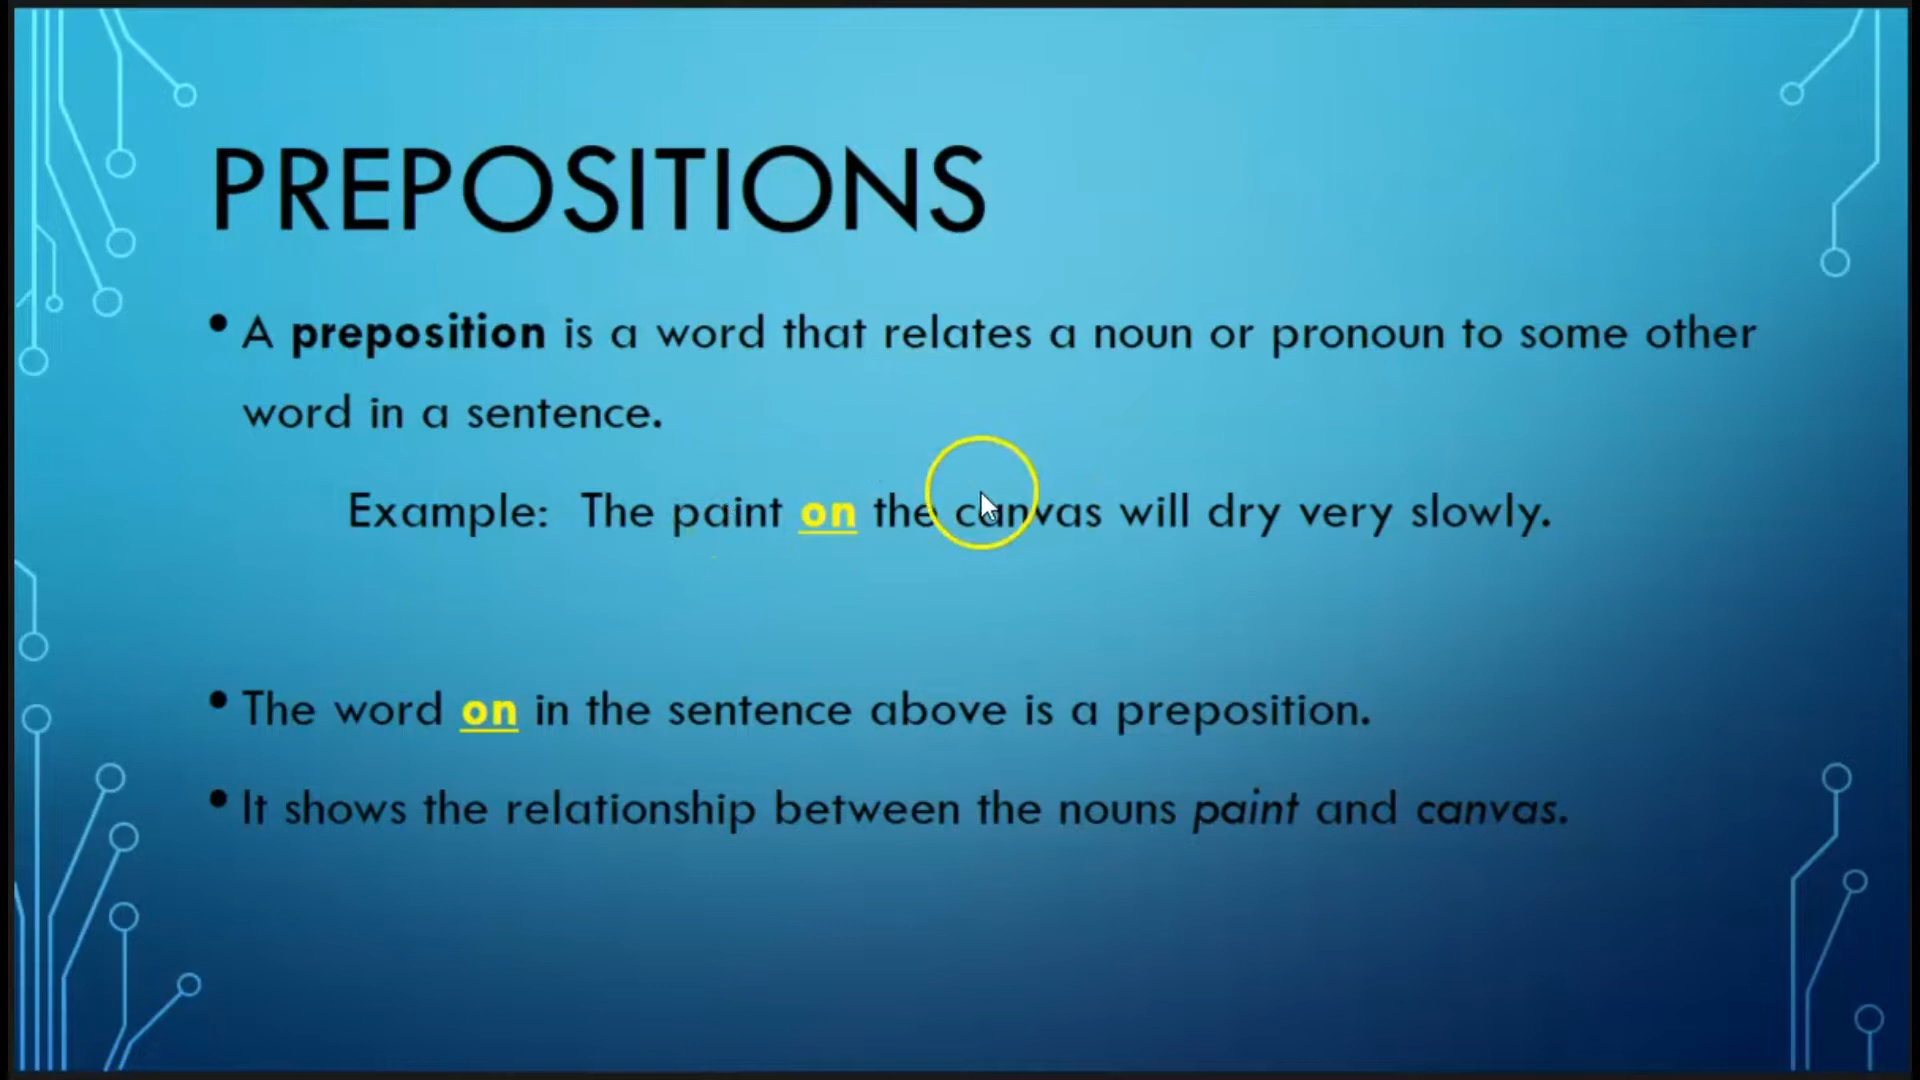 PREPOSITIONS
• A preposition is a word that relates a noun or pronoun to some other
word in a sentence.
Example: The paint on the canvas will dry very slowly.
• The word on in the sentence above is a preposition.
• It shows the relationship between the nouns paint and canvas.